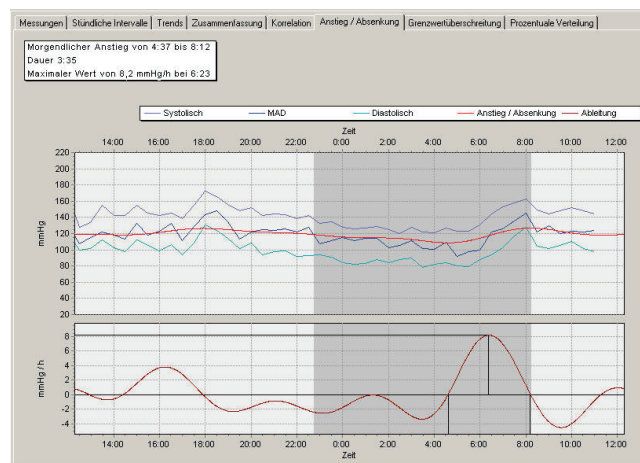 Messungen Stündliche Intervalle Trends Zusammenfassung Korrelation Anstieg / Absenkung Grenzwertüberschreitung Prozentuale Verteilung
Morgendlicher Anstieg von 4:37 bis 8:12
Dauer 3:35
Maximaler Wert von 8,2 mmHg/h bei 6:23
Systolisch MAD Diastolisch Anstieg / Absenkung Ableitung
Zeit
14:00 16:00 18:00 20:00 22:00 0:00 2:00 4:00 6:00 8:00 10:00 12:00
220
200
180
160
140
120
100
80
60
40
20
mmHg
8
6
4
2
0
-2
-4
mmHg / h
14:00 16:00 18:00 20:00 22:00 0:00 2:00 4:00 6:00 8:00 10:00 12:00
Zeit